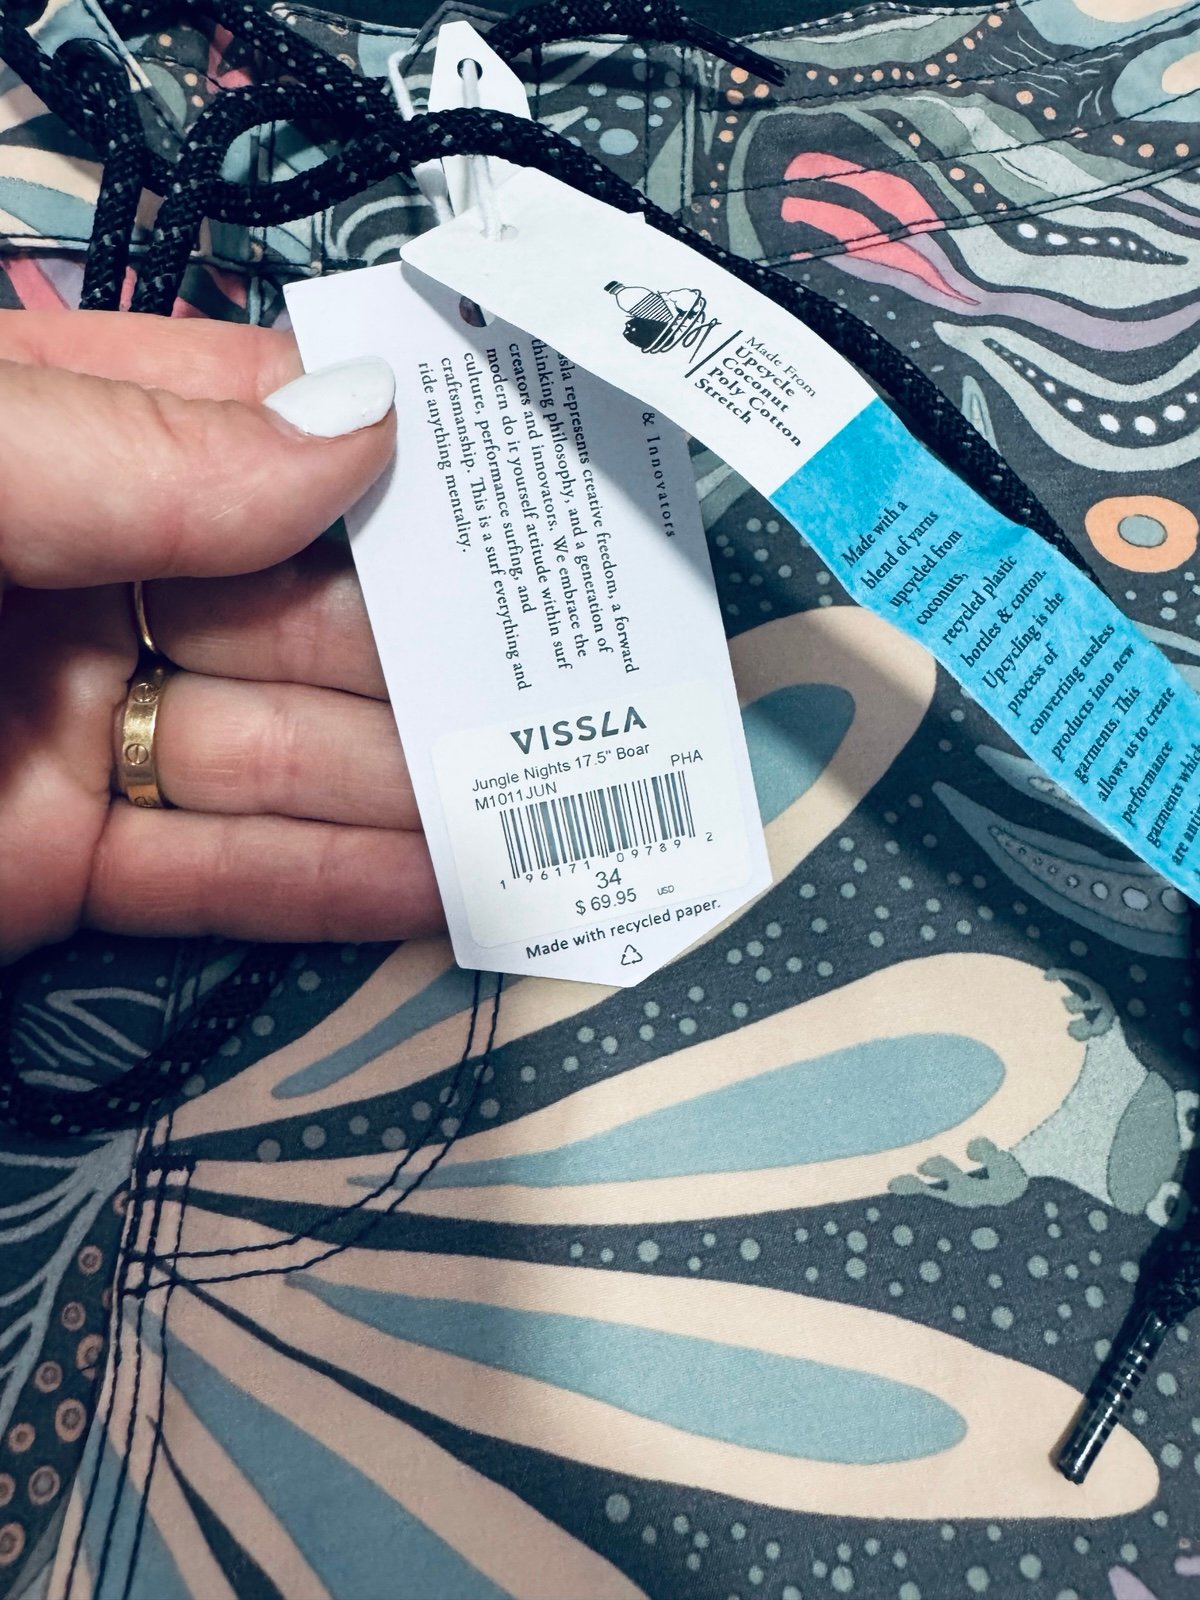 Made From
Upcycle
Coconut
Poly Cotton
Stretch
Made with a
blend of yarns
upcycled from
coconuts,
recycled plastic
bottles & cotton.
Upcycling is the
process of
converting useless
products into new
garments. This
allows us to create
performance
garments which
are
& Innovators
represents creative freedom, a forward
thinking philosophy, and a generation of
creators and innovators. We embrace the
modern do it yourself attitude within surf
culture, performance surfing, and
craftsmanship. This is a surf everything and
ride anything mentality.
VISSLA
Jungle Nights 17.5" Boar
M1011JUN PHA
1 96171 09789 2
34
$ 69.95 USD
Made with recycled paper.